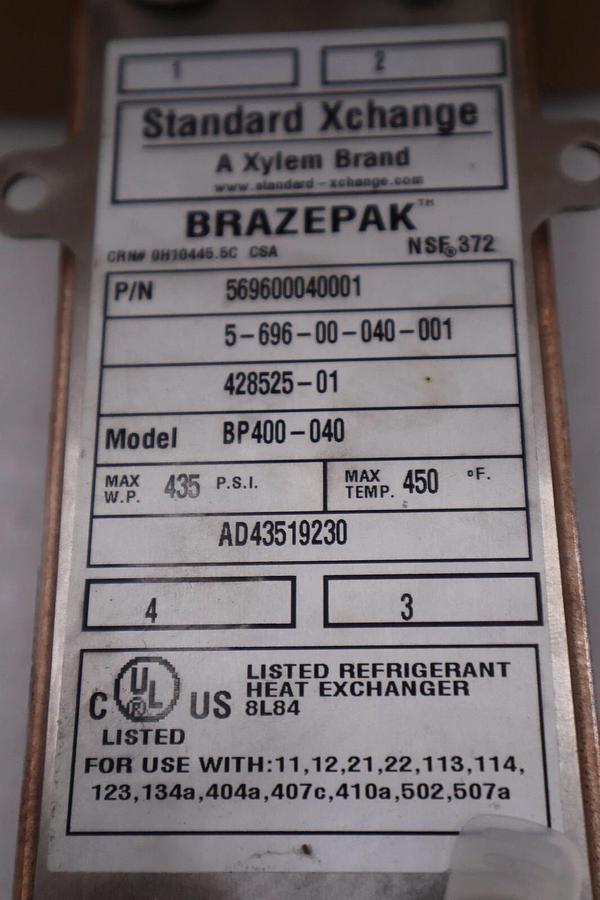 1 2
Standard Xchange
A Xylem Brand
www.standard-xchange.com
BRAZEPAK™
CRN# 0H10445.5C CSA NSF® 372
P/N 569600040001
5-696-00-040-001
428525-01
Model BP400-040
MAX W.P. 435 P.S.I. MAX TEMP. 450 °F.
AD43519230
4 3
C UL® US LISTED REFRIGERANT
HEAT EXCHANGER
8L84
LISTED
FOR USE WITH:11,12,21,22,113,114,
123,134a,404a,407c,410a,502,507a